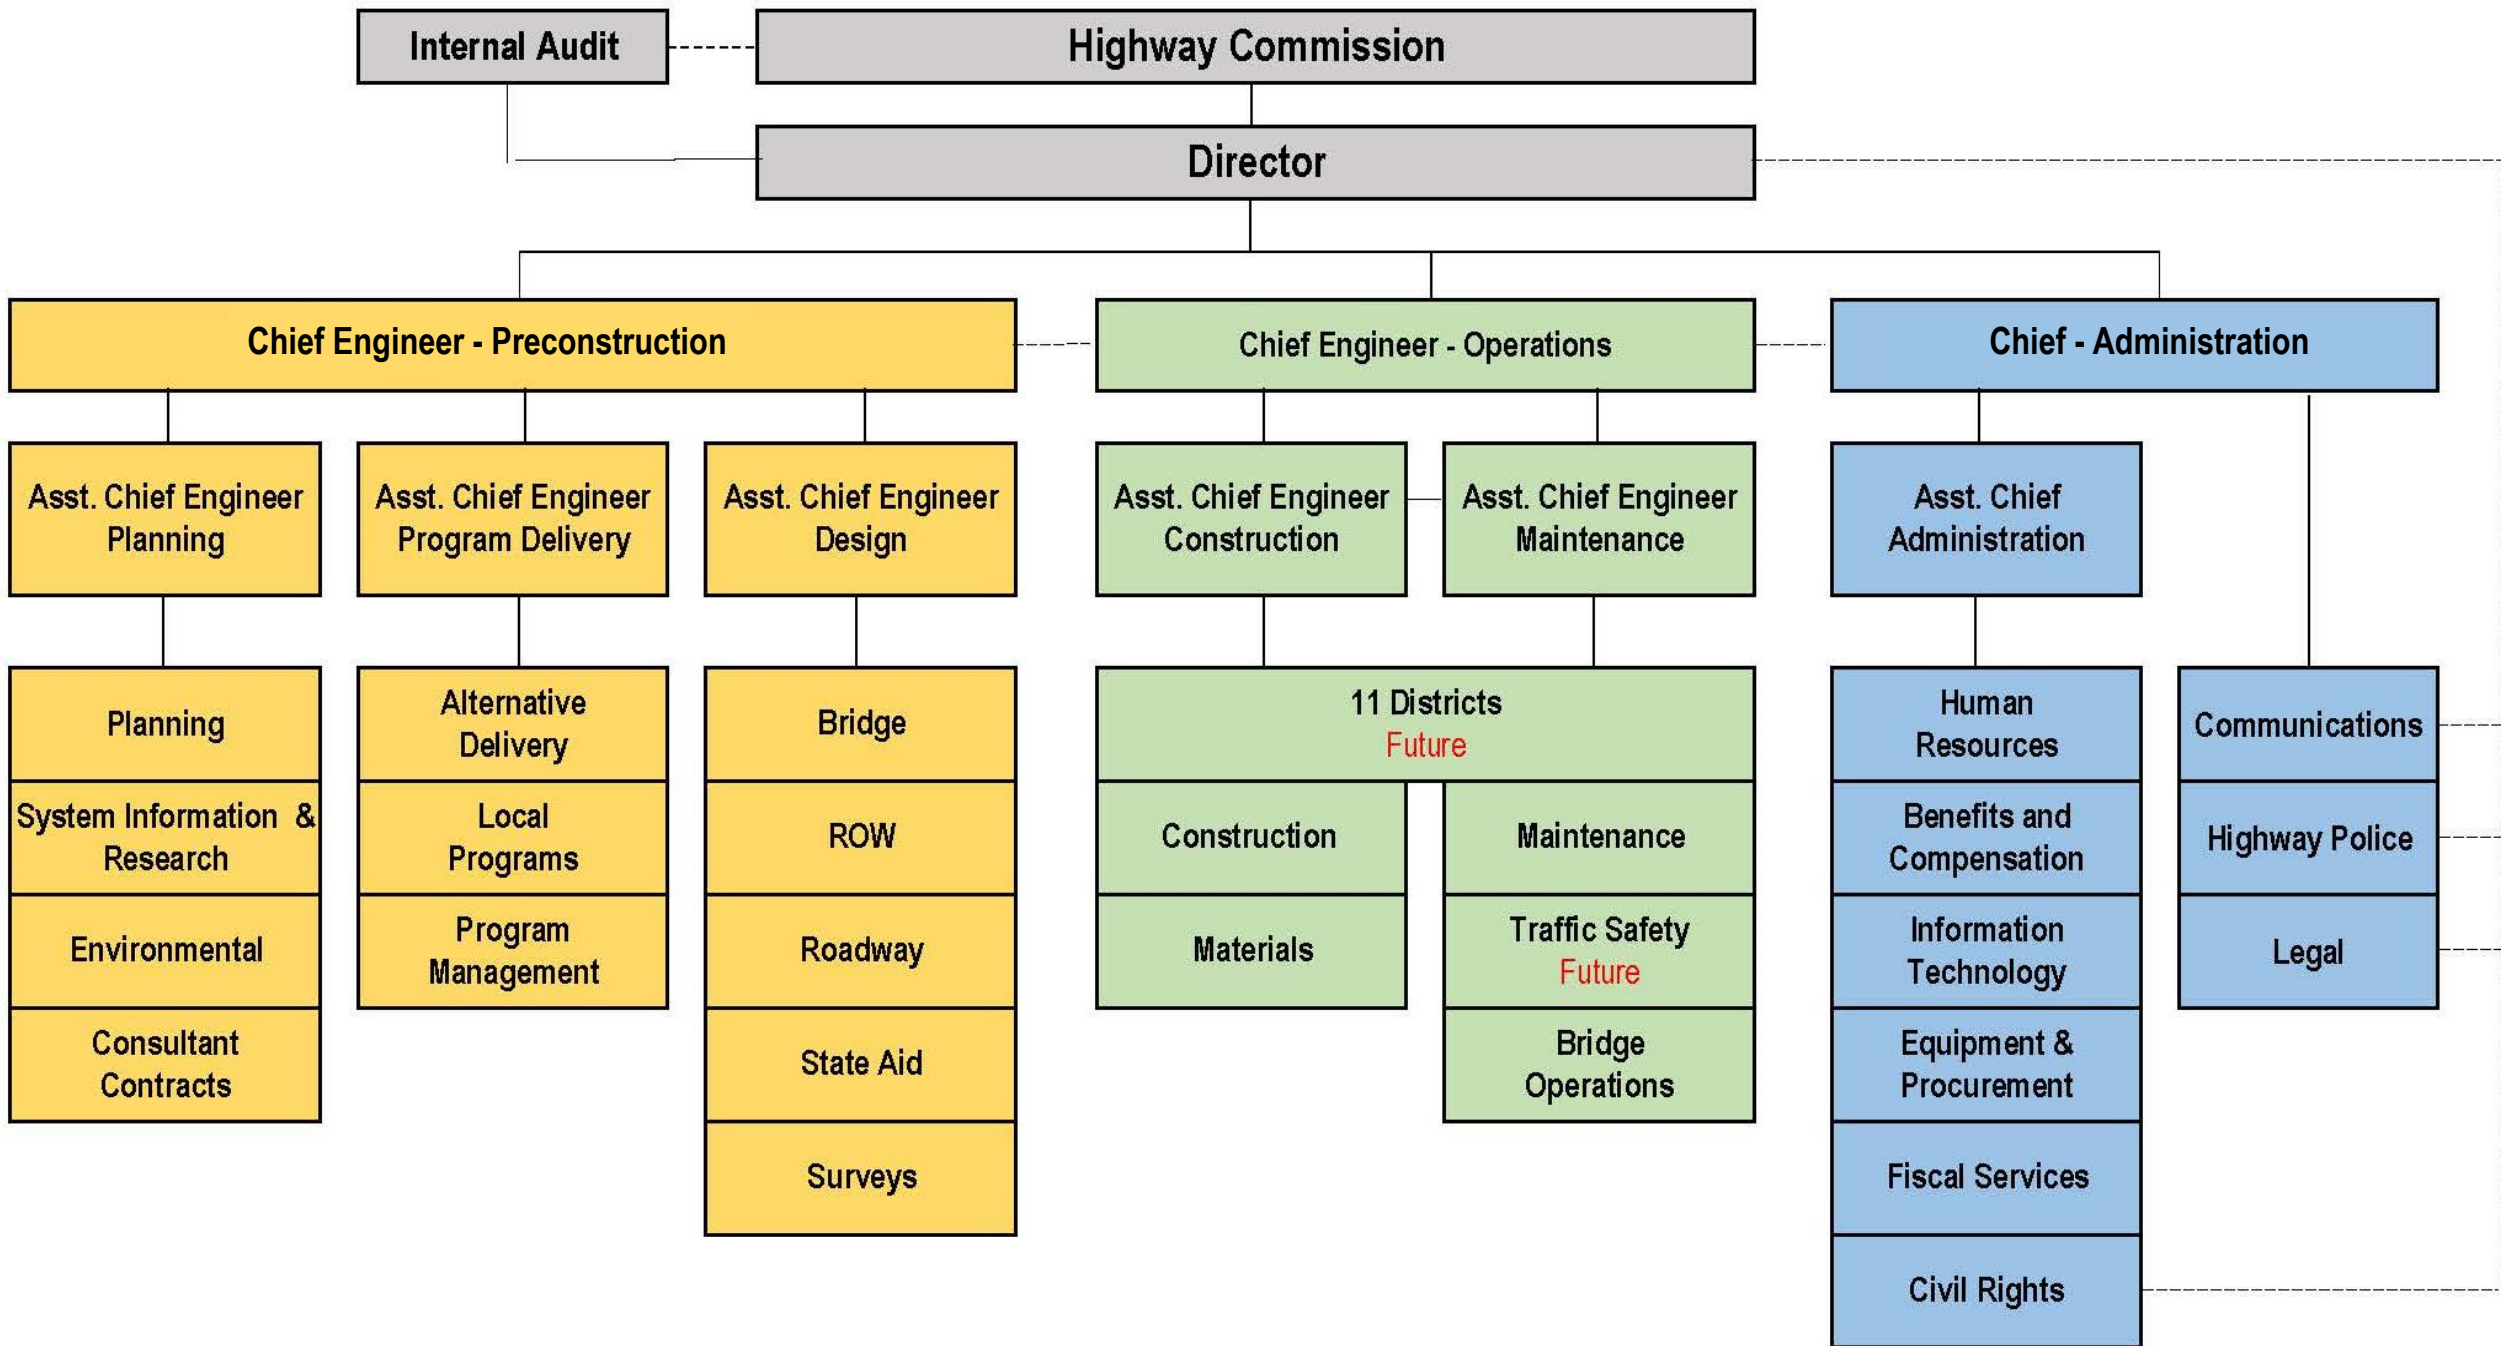 Internal Audit
Highway Commission
Director
Chief Engineer - Preconstruction
Chief Engineer - Operations
Chief - Administration
Asst. Chief Engineer
Planning
Asst. Chief Engineer
Program Delivery
Asst. Chief Engineer
Design
Asst. Chief Engineer
Construction
Asst. Chief Engineer
Maintenance
Asst. Chief
Administration
Planning
System Information &
Research
Environmental
Consultant
Contracts
Alternative
Delivery
Local
Programs
Program
Management
Bridge
ROW
Roadway
State Aid
Surveys
11 Districts
Future
Construction
Materials
Maintenance
Traffic Safety
Future
Bridge
Operations
Human
Resources
Benefits and
Compensation
Information
Technology
Equipment &
Procurement
Fiscal Services
Civil Rights
Communications
Highway Police
Legal